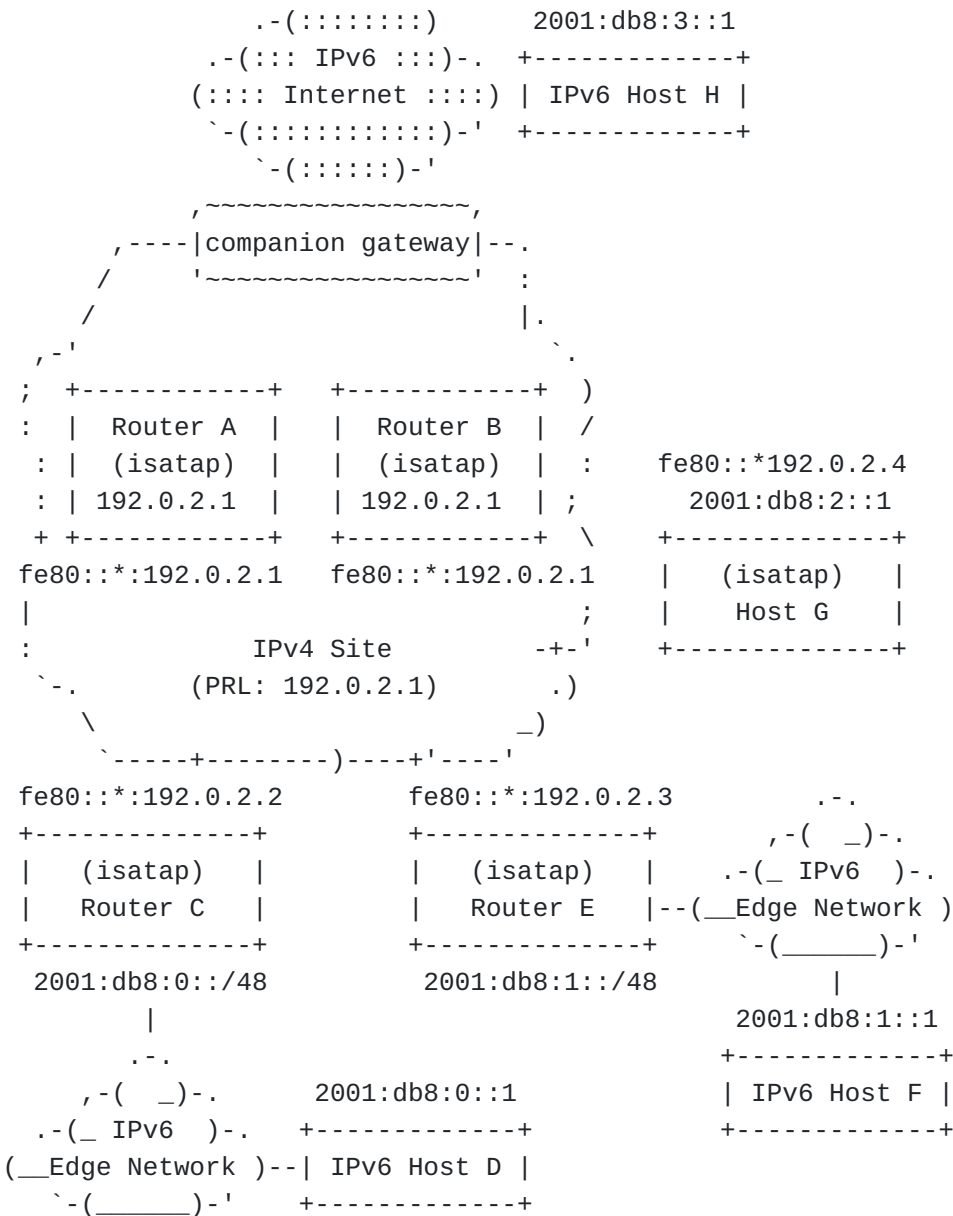 .-(::::::::)      2001:db8:3::1
            .-(::: IPv6 :::)-.  +-------------+
           (:::: Internet ::::) | IPv6 Host H |
            `-(::::::::::::)-'  +-------------+
               `-(::::::)-'
           ,~~~~~~~~~~~~~~~~~,
      ,----|companion gateway|--.
     /     '~~~~~~~~~~~~~~~~~'  :
    /                           |.
 ,-'                              `.
;  +------------+   +------------+  )
:  |  Router A  |   |  Router B  |  /
 : |  (isatap)  |   |  (isatap)  |  :    fe80::*192.0.2.4
 : | 192.0.2.1  |   | 192.0.2.1  | ;       2001:db8:2::1
 + +------------+   +------------+  \    +--------------+
fe80::*:192.0.2.1   fe80::*:192.0.2.1    |   (isatap)   |
|                                   ;    |    Host G    |
:              IPv4 Site         -+-'    +--------------+
 `-.       (PRL: 192.0.2.1)       .)
    \                           _)
     `-----+--------)----+'----'
fe80::*:192.0.2.2        fe80::*:192.0.2.3         .-.
+--------------+         +--------------+       ,-(  _)-.
|   (isatap)   |         |   (isatap)   |    .-(_ IPv6  )-.
|   Router C   |         |   Router E   |--(__Edge Network )
+--------------+         +--------------+     `-(______)-'
 2001:db8:0::/48          2001:db8:1::/48           |
        |                                     2001:db8:1::1
       .-.                                   +-------------+
    ,-(  _)-.      2001:db8:0::1             | IPv6 Host F |
 .-(_ IPv6  )-.   +-------------+            +-------------+
(__Edge Network )--| IPv6 Host D |
  `-(______)-'    +-------------+